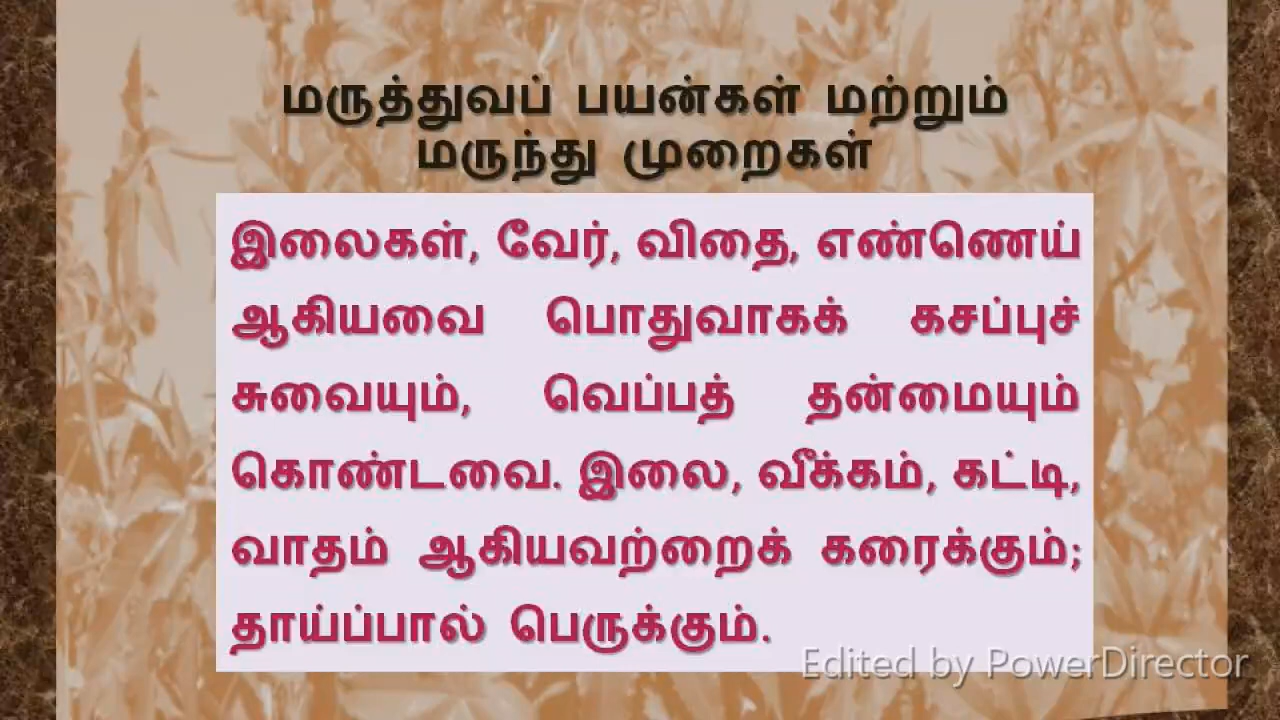 மருத்துவப் பயன்கள் மற்றும்
மருந்து முறைகள்
இலைகள், வேர், விதை, எண்ணெய்
ஆகியவை பொதுவாகக் கசப்புச்
சுவையும், வெப்பத் தன்மையும்
கொண்டவை. இலை, வீக்கம், கட்டி,
வாதம் ஆகியவற்றைக் கரைக்கும்;
தாய்ப்பால் பெருக்கும்.
Edited by PowerDirector